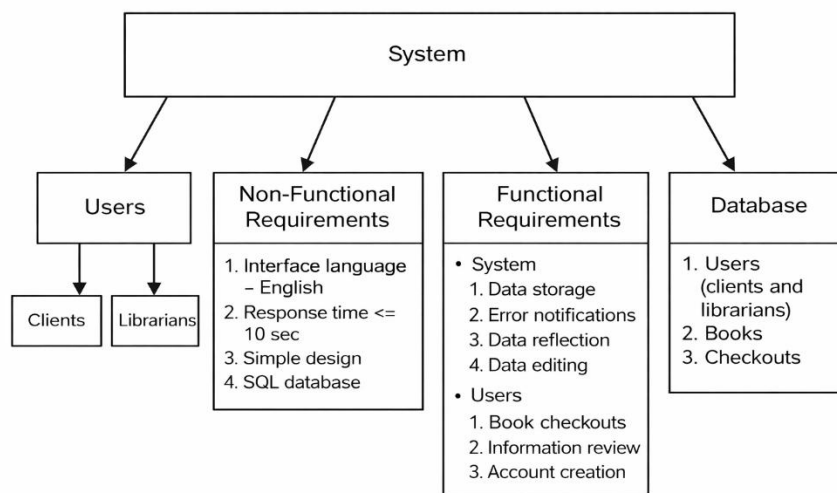 System
Users
Clients
Librarians
Non-Functional
Requirements
1. Interface language
– English
2. Response time <=
10 sec
3. Simple design
4. SQL database
Functional
Requirements
• System
1. Data storage
2. Error notifications
3. Data reflection
4. Data editing
• Users
1. Book checkouts
2. Information review
3. Account creation
Database
1. Users
(clients and
librarians)
2. Books
3. Checkouts